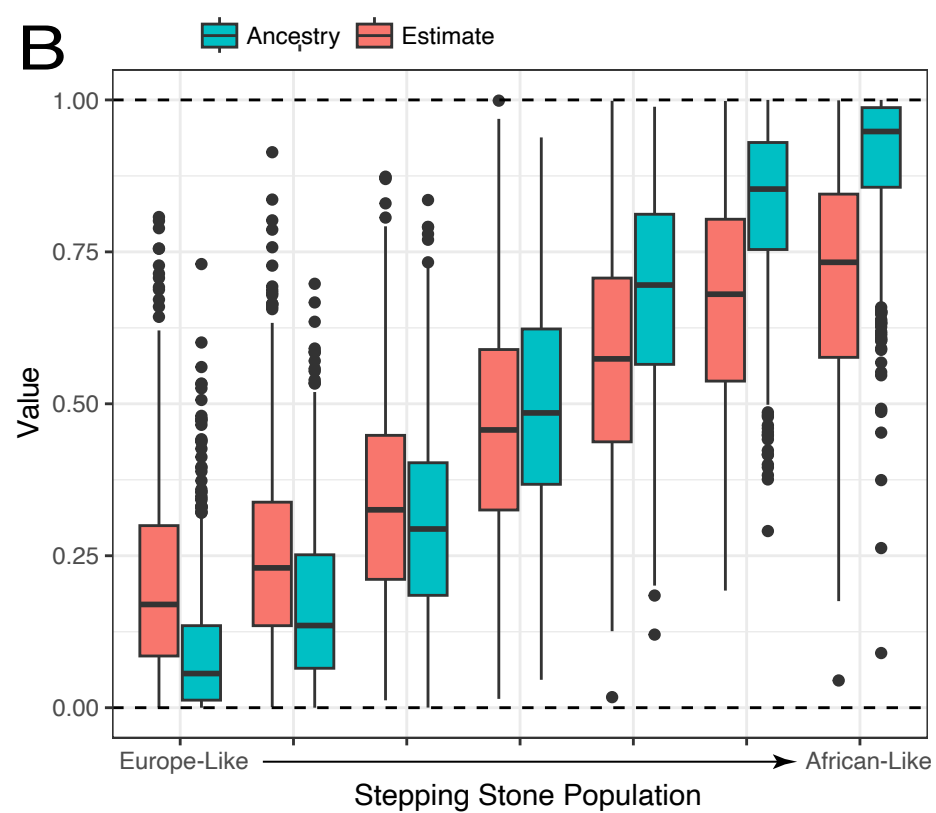 B
Ancestry
Estimate
1.00
0.75
0.50
0.25
0.00
Value
Europe-Like
African-Like
Stepping Stone Population